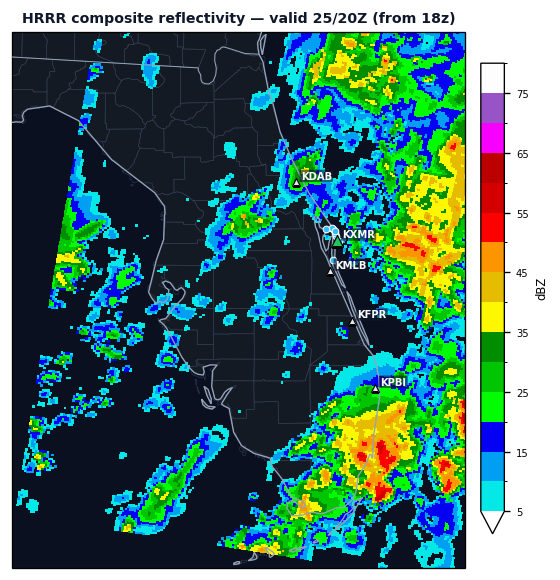 HRRR composite reflectivity — valid 25/20Z (from 18z)
KDAB
KXMR
KMLB
KFPR
KPBI
75
65
55
45
35
25
15
5
dBZ